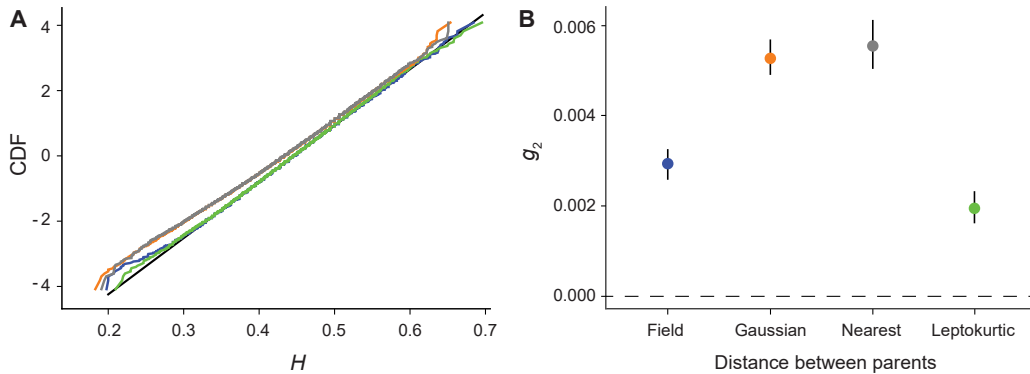 A
CDF
4
2
0
-2
-4
0.2 0.3 0.4 0.5 0.6 0.7
H
B
g2
0.006
0.004
0.002
0.000
Field Gaussian Nearest Leptokurtic
Distance between parents